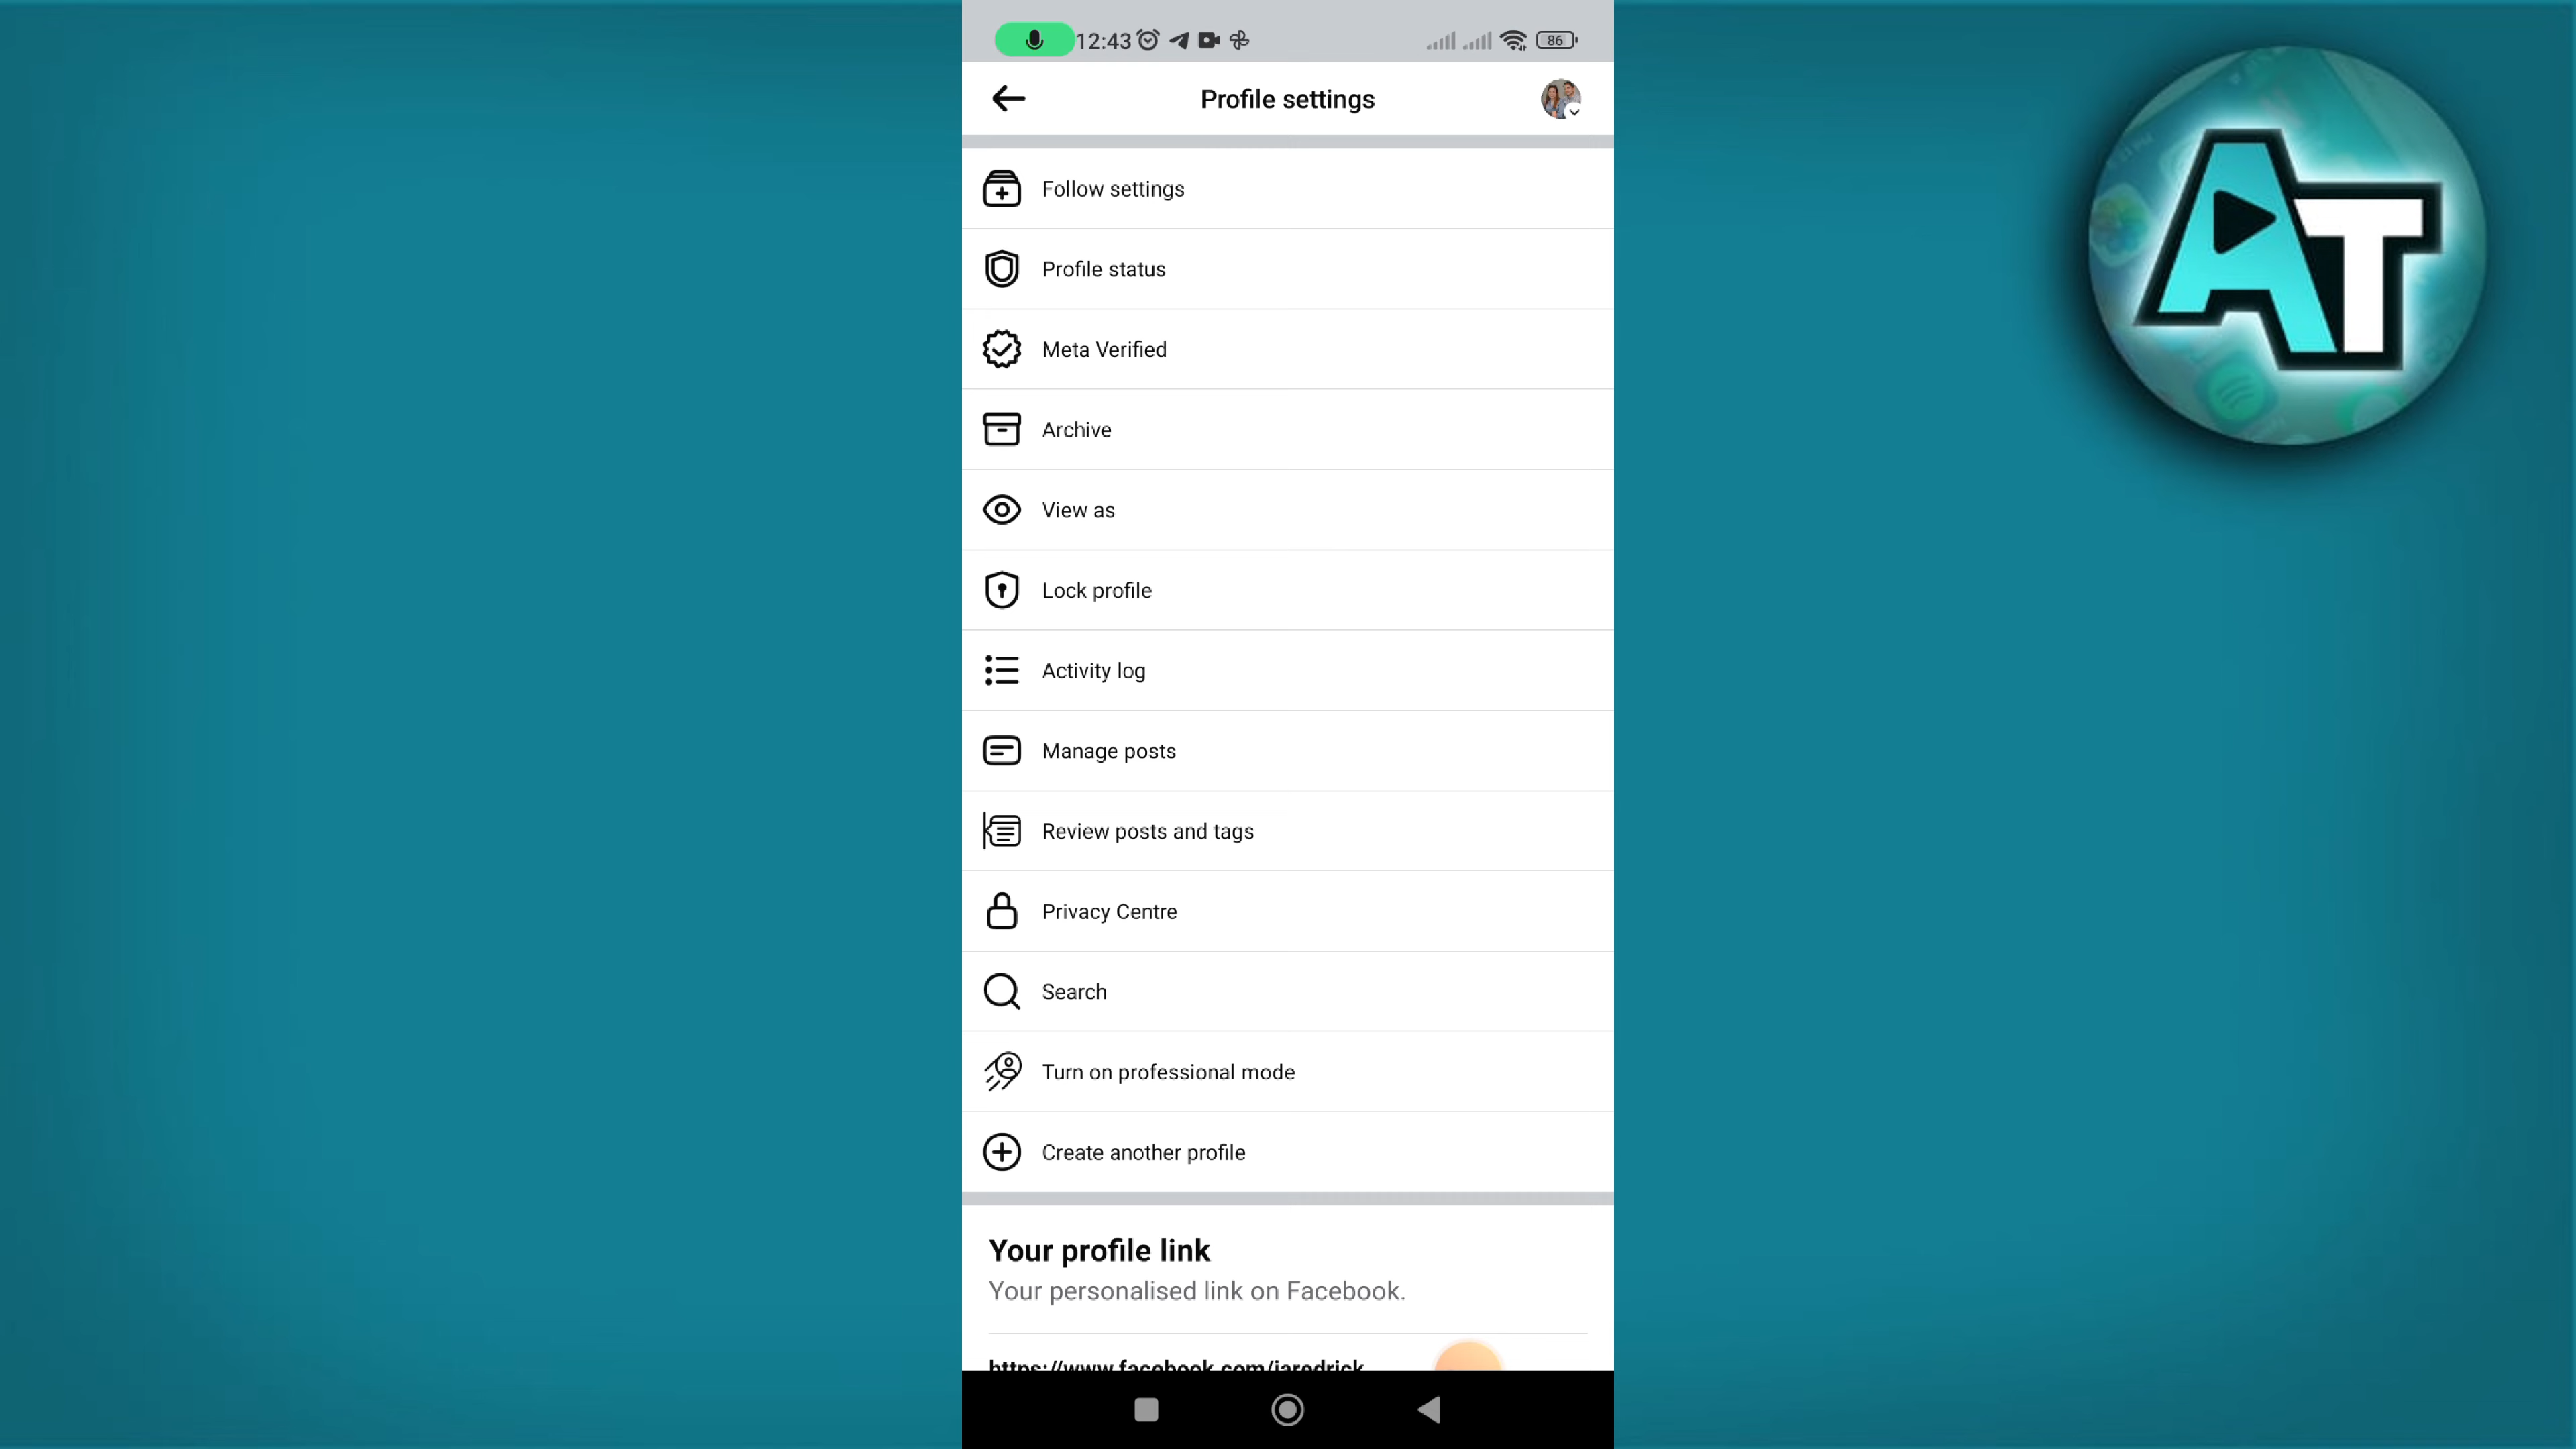 12:43
86
Profile settings
Follow settings
Profile status
Meta Verified
Archive
View as
Lock profile
Activity log
Manage posts
Review posts and tags
Privacy Centre
Search
Turn on professional mode
Create another profile
Your profile link
Your personalised link on Facebook.
https://www.facebook.com/jaredrick
AT